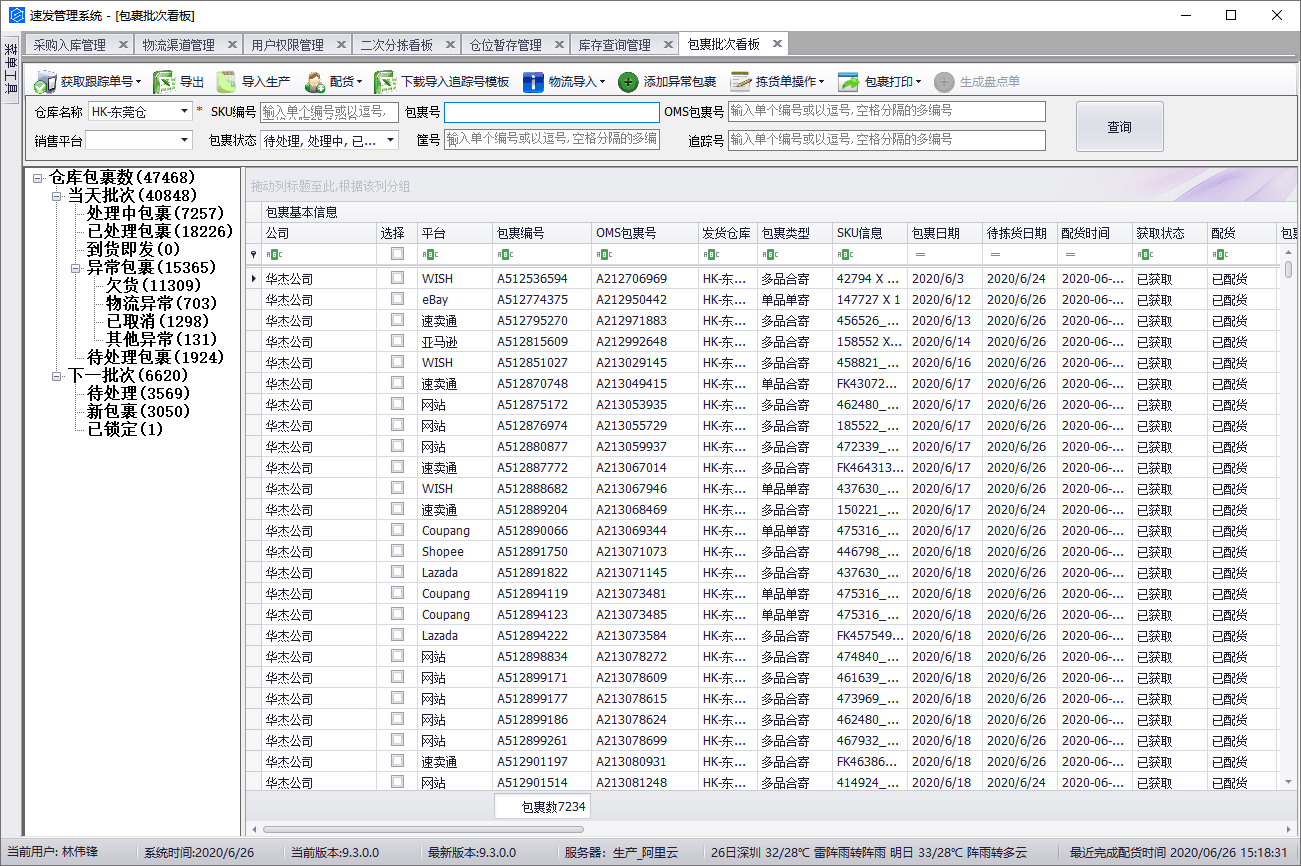 速发管理系统 - [包裹批次看板]
菜单工具
采购入库管理 物流渠道管理 用户权限管理 二次分拣看板 仓位暂存管理 库存查询管理 包裹批次看板
获取跟踪单号 导出 导入生产 配货 下载导入追踪号模板 物流导入 添加异常包裹 拣货单操作 包裹打印 生成盘点单
仓库名称 HK-东莞仓 * SKU编号 输入单个编号或以逗号, 包裹号 OMS包裹号 输入单个编号或以逗号,空格分隔的多编号
查询
销售平台 包裹状态 待处理, 处理中, 已... 筐号 输入单个编号或以逗号,空格分隔的多编 追踪号 输入单个编号或以逗号,空格分隔的多编号
仓库包裹数(47468)
当天批次(40848)
处理中包裹(7257)
已处理包裹(18226)
到货即发(0)
异常包裹(15365)
欠货(11309)
物流异常(703)
已取消(1298)
其他异常(131)
待处理包裹(1924)
下一批次(6620)
待处理(3569)
新包裹(3050)
已锁定(1)
拖动列标题至此,根据该列分组
包裹基本信息
公司 选择 平台 包裹编号 OMS包裹号 发货仓库 包裹类型 SKU信息 包裹日期 待拣货日期 配货时间 获取状态 配货 包裹
华杰公司 WISH A512536594 A212706969 HK-东... 多品合寄 42794 X ... 2020/6/3 2020/6/24 2020-06-... 已获取 已配货
华杰公司 eBay A512774375 A212950442 HK-东... 单品单寄 147727 X 1 2020/6/12 2020/6/26 2020-06-... 已获取 已配货
华杰公司 速卖通 A512795270 A212971883 HK-东... 多品合寄 456526_... 2020/6/13 2020/6/26 2020-06-... 已获取 已配货
华杰公司 亚马逊 A512815609 A212992648 HK-东... 多品合寄 158552 X... 2020/6/14 2020/6/26 2020-06-... 已获取 已配货
华杰公司 WISH A512851027 A213029145 HK-东... 多品合寄 458821_... 2020/6/16 2020/6/26 2020-06-... 已获取 已配货
华杰公司 速卖通 A512870748 A213049415 HK-东... 单品合寄 FK43072... 2020/6/17 2020/6/26 2020-06-... 已获取 已配货
华杰公司 网站 A512875172 A213053935 HK-东... 多品合寄 462480_... 2020/6/17 2020/6/26 2020-06-... 已获取 已配货
华杰公司 网站 A512876974 A213055729 HK-东... 多品合寄 185522_... 2020/6/17 2020/6/26 2020-06-... 已获取 已配货
华杰公司 网站 A512880877 A213059937 HK-东... 多品合寄 472339_... 2020/6/17 2020/6/26 2020-06-... 已获取 已配货
华杰公司 速卖通 A512887772 A213067014 HK-东... 多品合寄 FK464313... 2020/6/17 2020/6/26 2020-06-... 已获取 已配货
华杰公司 WISH A512888682 A213067946 HK-东... 单品单寄 437630_... 2020/6/17 2020/6/26 2020-06-... 已获取 已配货
华杰公司 速卖通 A512889204 A213068469 HK-东... 多品合寄 150221_... 2020/6/17 2020/6/24 2020-06-... 已获取 已配货
华杰公司 Coupang A512890066 A213069344 HK-东... 单品单寄 475316_... 2020/6/17 2020/6/26 2020-06-... 已获取 已配货
华杰公司 Shopee A512891750 A213071073 HK-东... 多品合寄 446798_... 2020/6/18 2020/6/26 2020-06-... 已获取 已配货
华杰公司 Lazada A512891822 A213071145 HK-东... 多品合寄 437630_... 2020/6/18 2020/6/26 2020-06-... 已获取 已配货
华杰公司 Coupang A512894119 A213073481 HK-东... 单品单寄 475316_... 2020/6/18 2020/6/26 2020-06-... 已获取 已配货
华杰公司 Coupang A512894123 A213073485 HK-东... 单品单寄 475316_... 2020/6/18 2020/6/26 2020-06-... 已获取 已配货
华杰公司 Lazada A512894222 A213073584 HK-东... 多品合寄 FK457549... 2020/6/18 2020/6/26 2020-06-... 已获取 已配货
华杰公司 网站 A512898834 A213078272 HK-东... 多品合寄 474840_... 2020/6/18 2020/6/26 2020-06-... 已获取 已配货
华杰公司 网站 A512899171 A213078609 HK-东... 多品合寄 461639_... 2020/6/18 2020/6/26 2020-06-... 已获取 已配货
华杰公司 网站 A512899177 A213078615 HK-东... 多品合寄 473969_... 2020/6/18 2020/6/26 2020-06-... 已获取 已配货
华杰公司 网站 A512899186 A213078624 HK-东... 多品合寄 462480_... 2020/6/18 2020/6/26 2020-06-... 已获取 已配货
华杰公司 网站 A512899261 A213078699 HK-东... 多品合寄 467932_... 2020/6/18 2020/6/26 2020-06-... 已获取 已配货
华杰公司 速卖通 A512901197 A213080931 HK-东... 多品合寄 FK46386... 2020/6/18 2020/6/26 2020-06-... 已获取 已配货
华杰公司 网站 A512901514 A213081248 HK-东... 多品合寄 414924_... 2020/6/18 2020/6/24 2020-06-... 已获取 已配货
包裹数7234
当前用户: 林伟锋 系统时间:2020/6/26 当前版本:9.3.0.0 最新版本:9.3.0.0 服务器: 生产_阿里云 26日深圳 32/28℃ 雷阵雨转阵雨 明日 33/28℃ 阵雨转多云 最近完成配货时间 2020/06/26 15:18:31